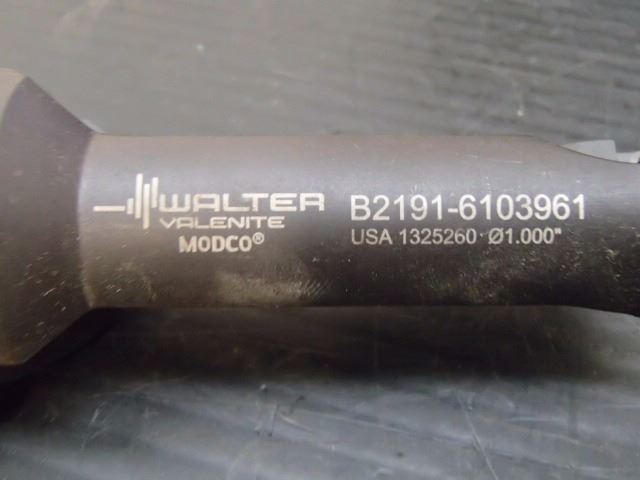 WALTER
VALENITE
MODCO®
B2191-6103961
USA 1325260 Ø1.000"